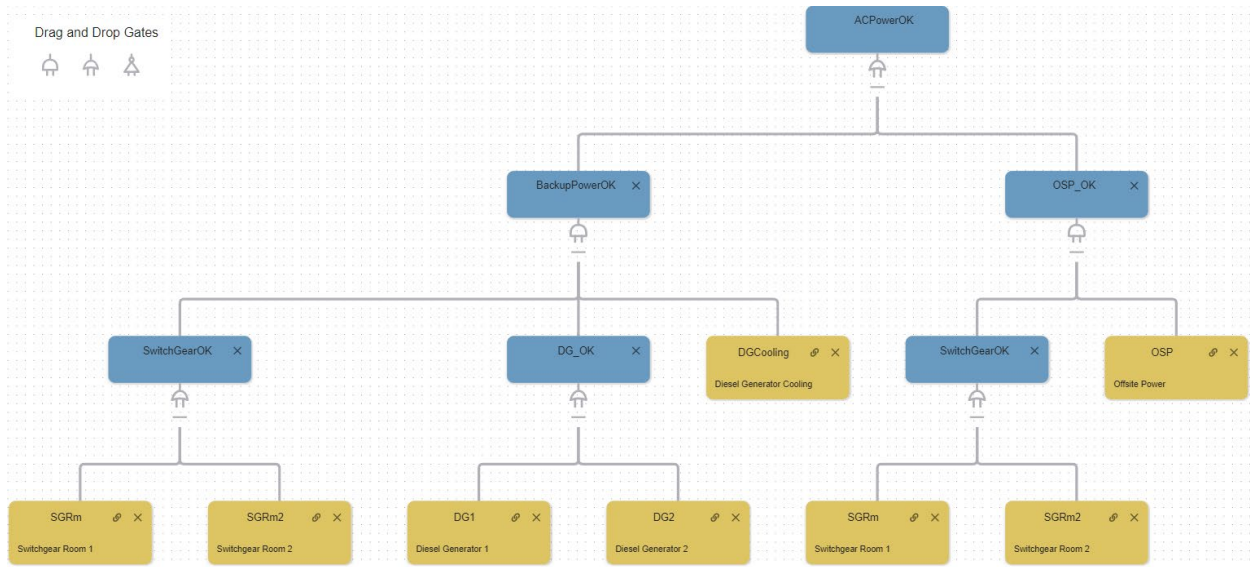 Drag and Drop Gates
ACPowerOK
BackupPowerOK
OSP_OK
SwitchGearOK
DG_OK
DGCooling
Diesel Generator Cooling
SwitchGearOK
OSP
Offsite Power
SGRm
Switchgear Room 1
SGRm2
Switchgear Room 2
DG1
Diesel Generator 1
DG2
Diesel Generator 2
SGRm
Switchgear Room 1
SGRm2
Switchgear Room 2